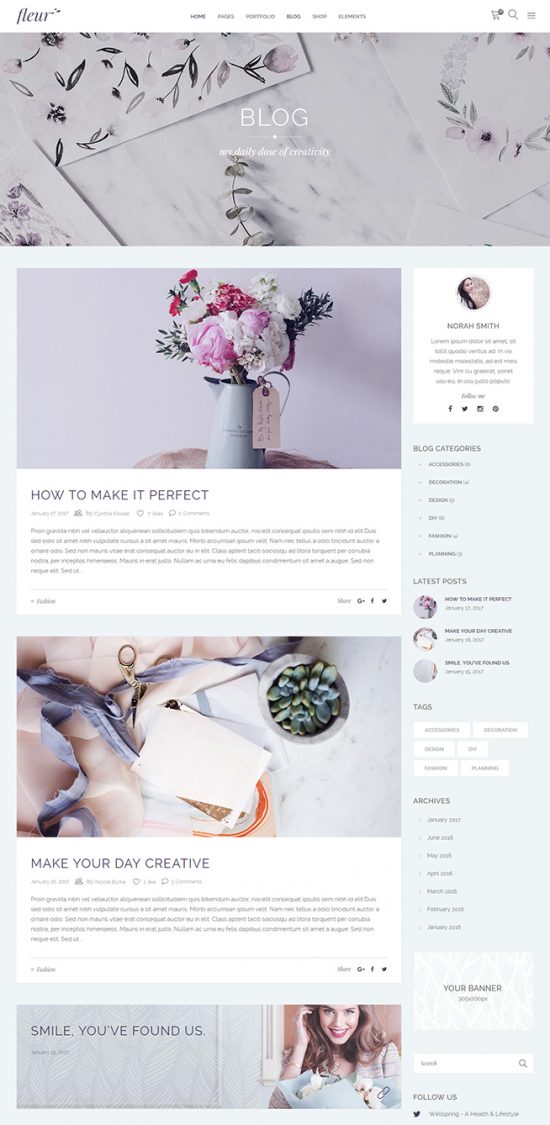 fleur
HOME PAGES PORTFOLIO BLOG SHOP ELEMENTS
BLOG
my daily dose of creativity
HOW TO MAKE IT PERFECT
January 17, 2017 By Cynthia Fowler 7 likes 0 Comments
Proin gravida nibh vel veliauctor aliquenean sollicitudiem quis bibendum auctor, nisi elit consequat ipsum nibh id elit.Duis
sed odio nibh vulputate cursus a sit amet mauris. Morbi accumsan ipsum velit. Nam nec tellus a odio tincidunt auctor a
ornare odio. Sed non mauris vitae erat consequat auctor eu in elit. Class aptent taciti sociosqu ad litora torquent per conubia
nostra, per inceptos himenaeos. Mauris in erat justo. Nullam ac urna eu felis dapibus condimentum sit amet a augue. Sed non
neque elit. Sed ut...
Fashion
Share
MAKE YOUR DAY CREATIVE
January 16, 2017 By Nicole Burke 1 like 3 Comments
Proin gravida nibh vel veliauctor aliquenean sollicitudiem quis bibendum auctor, nisi elit consequat ipsum nibh id elit.Duis
sed odio nibh vulputate cursus a sit amet mauris. Morbi accumsan ipsum velit. Nam nec tellus a odio tincidunt auctor a
ornare odio. Sed non mauris vitae erat consequat auctor eu in elit. Class aptent taciti sociosqu ad litora torquent per conubia
nostra, per inceptos himenaeos. Mauris in erat justo. Nullam ac urna eu felis dapibus condimentum sit amet a augue. Sed non
neque elit. Sed ut...
Fashion
Share
SMILE, YOU'VE FOUND US.
January 15, 2017
NORAH SMITH
Lorem ipsum dolor sit amet, sit
tollit quodsi ventus ad. In vix
molestie maiestatis, ad est meis
reque. Vim cu graecet, sonet
usu eu, ei usu justo populo
Follow me
BLOG CATEGORIES
ACCESSORIES (6)
DECORATION (4)
DESIGN (5)
DIY (6)
FASHION (4)
PLANNING (3)
LATEST POSTS
HOW TO MAKE IT PERFECT
January 17, 2017
MAKE YOUR DAY CREATIVE
January 16, 2017
SMILE, YOU'VE FOUND US.
January 15, 2017
TAGS
ACCESSORIES DECORATION
DESIGN DIY
FASHION PLANNING
ARCHIVES
January 2017
June 2016
May 2016
April 2016
March 2016
February 2016
January 2016
YOUR BANNER
305x200px
Search
FOLLOW US
Wellspring - A Health & Lifestyle